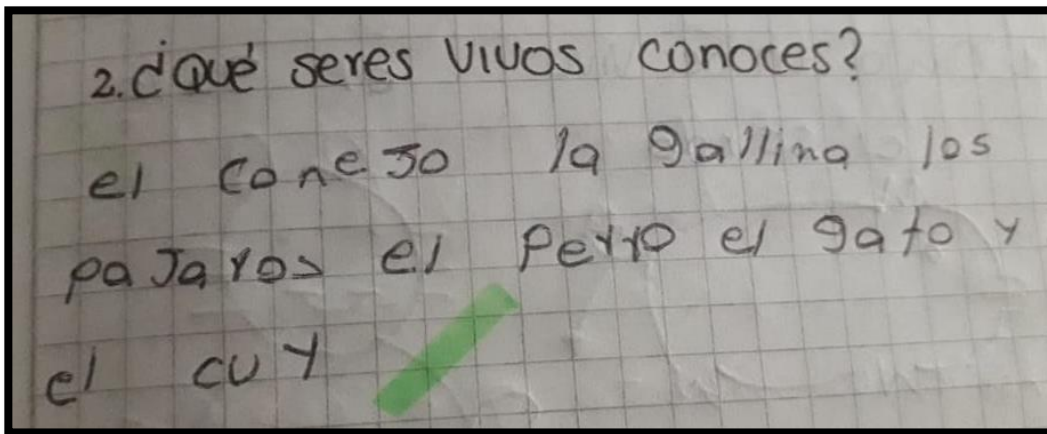 2. ¿Qué seres vivos conoces?
el conejo la gallina los
pajaros el perro el gato y
el cuy